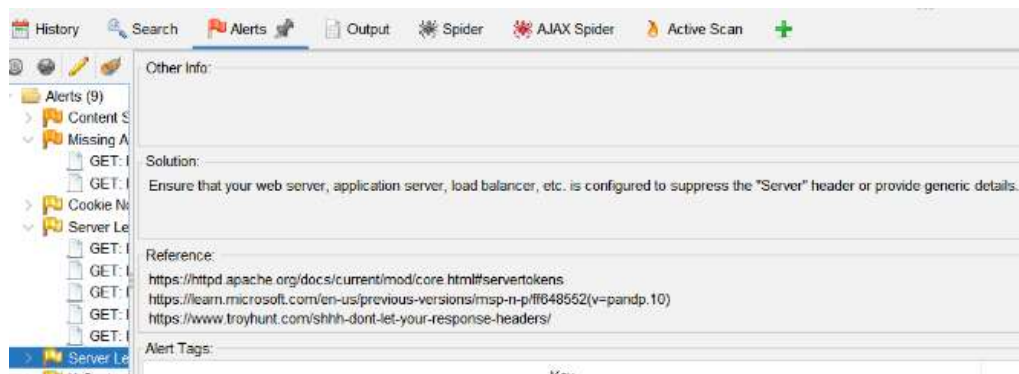 History Search Alerts Output Spider AJAX Spider Active Scan
Other Info:
Alerts (9)
Content S
Missing A
GET:
GET:
Cookie No
Server Le
GET:
GET:
GET:
GET:
GET:
Server Le
Solution:
Ensure that your web server, application server, load balancer, etc. is configured to suppress the "Server" header or provide generic details.
Reference:
https://httpd.apache.org/docs/current/mod/core.html#servertokens
https://learn.microsoft.com/en-us/previous-versions/msp-n-p/ff648552(v=pandp.10)
https://www.troyhunt.com/shhh-dont-let-your-response-headers/
Alert Tags: